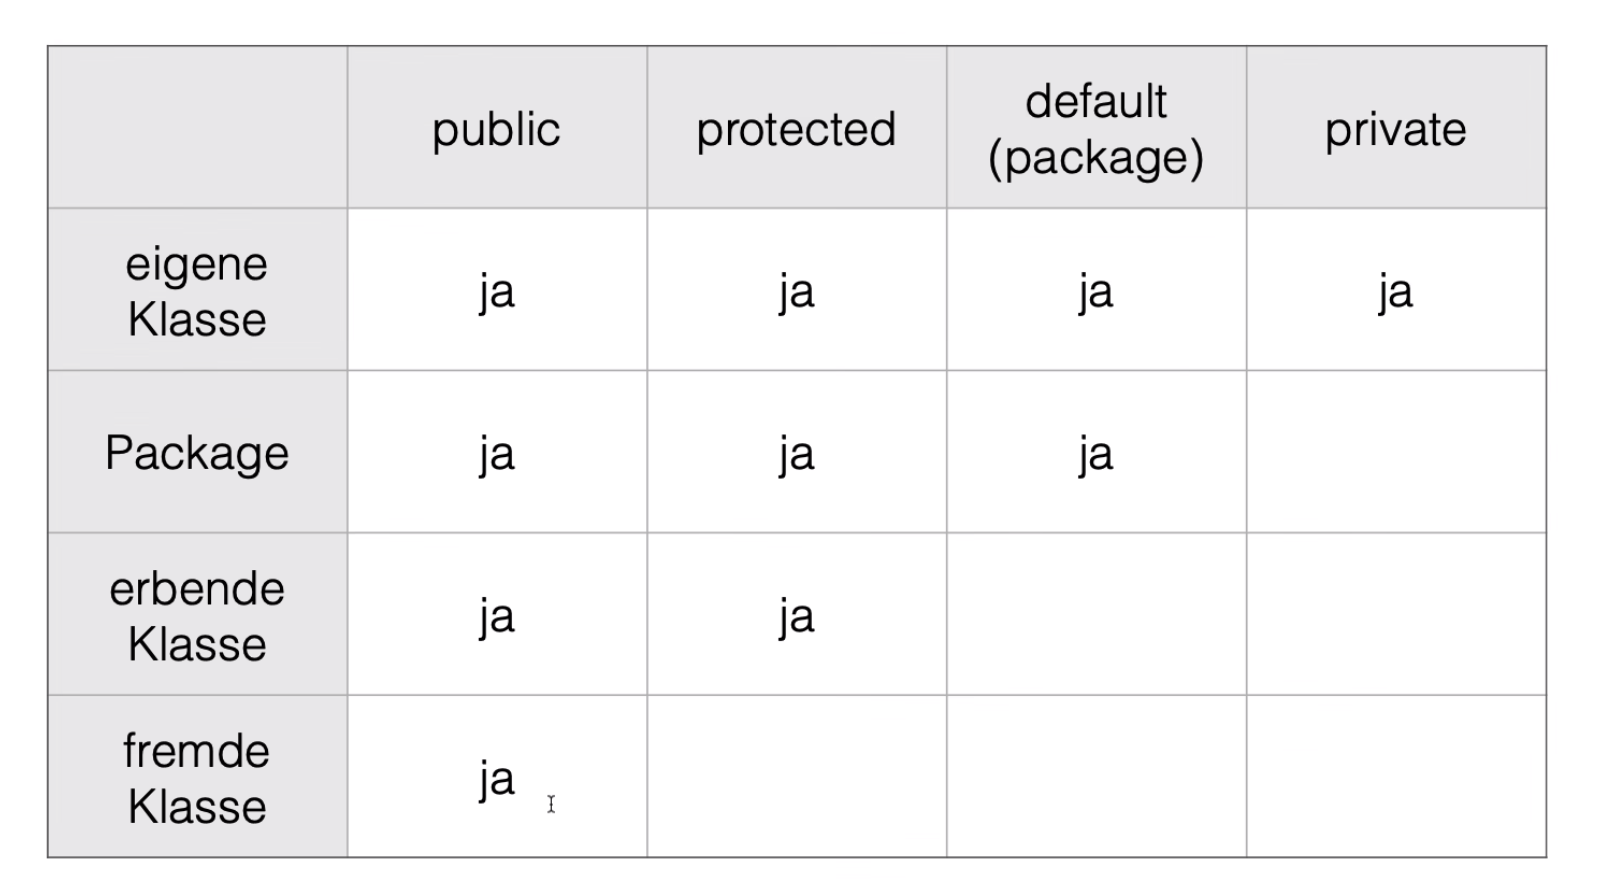 public protected default (package) private
eigene Klasse ja ja ja ja
Package ja ja ja
erbende Klasse ja ja
fremde Klasse ja